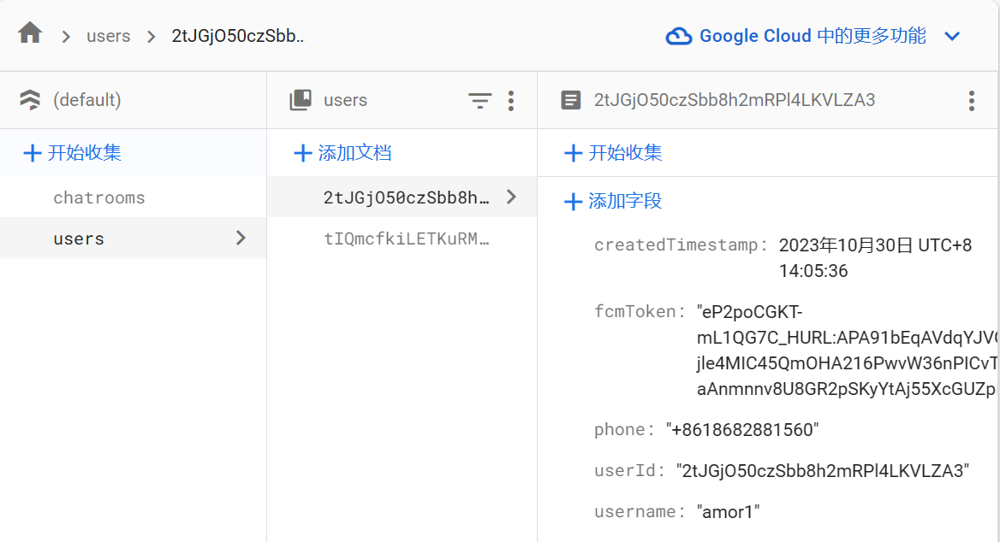 users
2tJGjO50czSbb..
Google Cloud 中的更多功能
(default)
users
2tJGjO50czSbb8h2mRPl4LKVLZA3
开始收集
添加文档
开始收集
chatrooms
2tJGjO50czSbb8h…
添加字段
users
tIQmcfkiLETKuRM…
createdTimestamp: 2023年10月30日 UTC+8
14:05:36
fcmToken: "eP2poCGKT-
mL1QG7C_HURL:APA91bEqAVdqYJV
jle4MIC45QmOHA216PwvW36nPICvT
aAnmnnv8U8GR2pSKyYtAj55XcGUZp
phone: "+8618682881560"
userId: "2tJGjO50czSbb8h2mRPl4LKVLZA3"
username: "amor1"